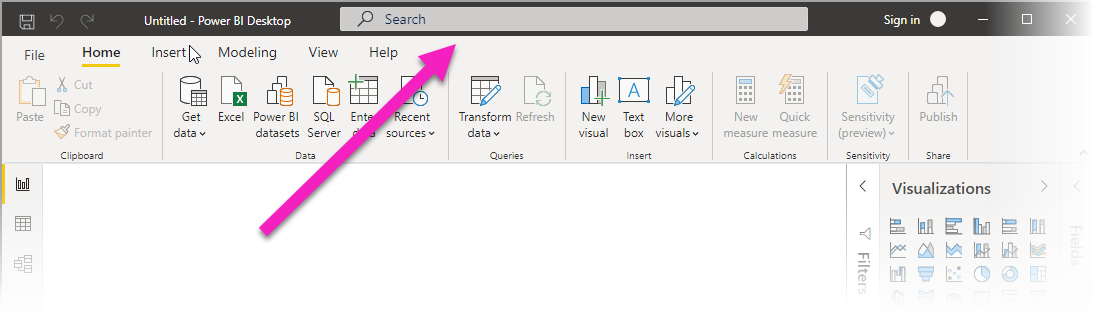 Untitled - Power BI Desktop
Search
Sign in
File
Home
Insert
Modeling
View
Help
Paste
Cut
Copy
Format painter
Clipboard
Get data
Excel
Power BI datasets
SQL Server
Enter data
Recent sources
Data
Transform data
Refresh
Queries
New visual
Text box
A
More visuals
Insert
New measure
Quick measure
Calculations
Sensitivity (preview)
Sensitivity
Publish
Share
Filters
Visualizations
Fields